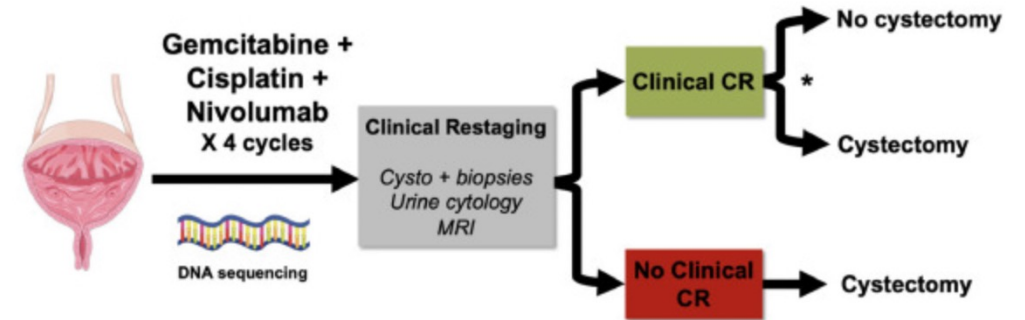 Gemcitabine +
Cisplatin +
Nivolumab
X 4 cycles
DNA sequencing
Clinical Restaging
Cysto + biopsies
Urine cytology
MRI
Clinical CR
No cystectomy
*
Cystectomy
No Clinical
CR
Cystectomy